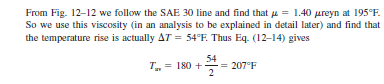 From Fig. 12–12 we follow the SAE 30 line and find that μ = 1.40 μreyn at 195°F.
So we use this viscosity (in an analysis to be explained in detail later) and find that
the temperature rise is actually ΔT = 54°F. Thus Eq. (12–14) gives
T_av = 180 + 54/2 = 207°F